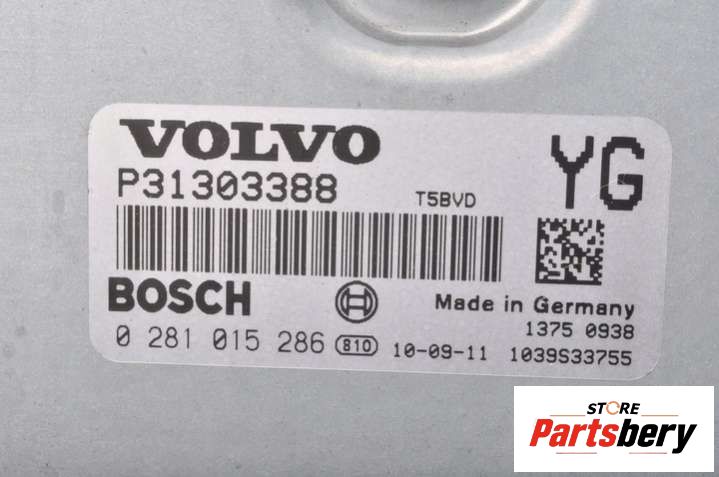 VOLVO
YG
P31303388
T5BVD
BOSCH
Made in Germany
1375 0938
0 281 015 286 810 10-09-11 1039S33755
STORE
Partsbery